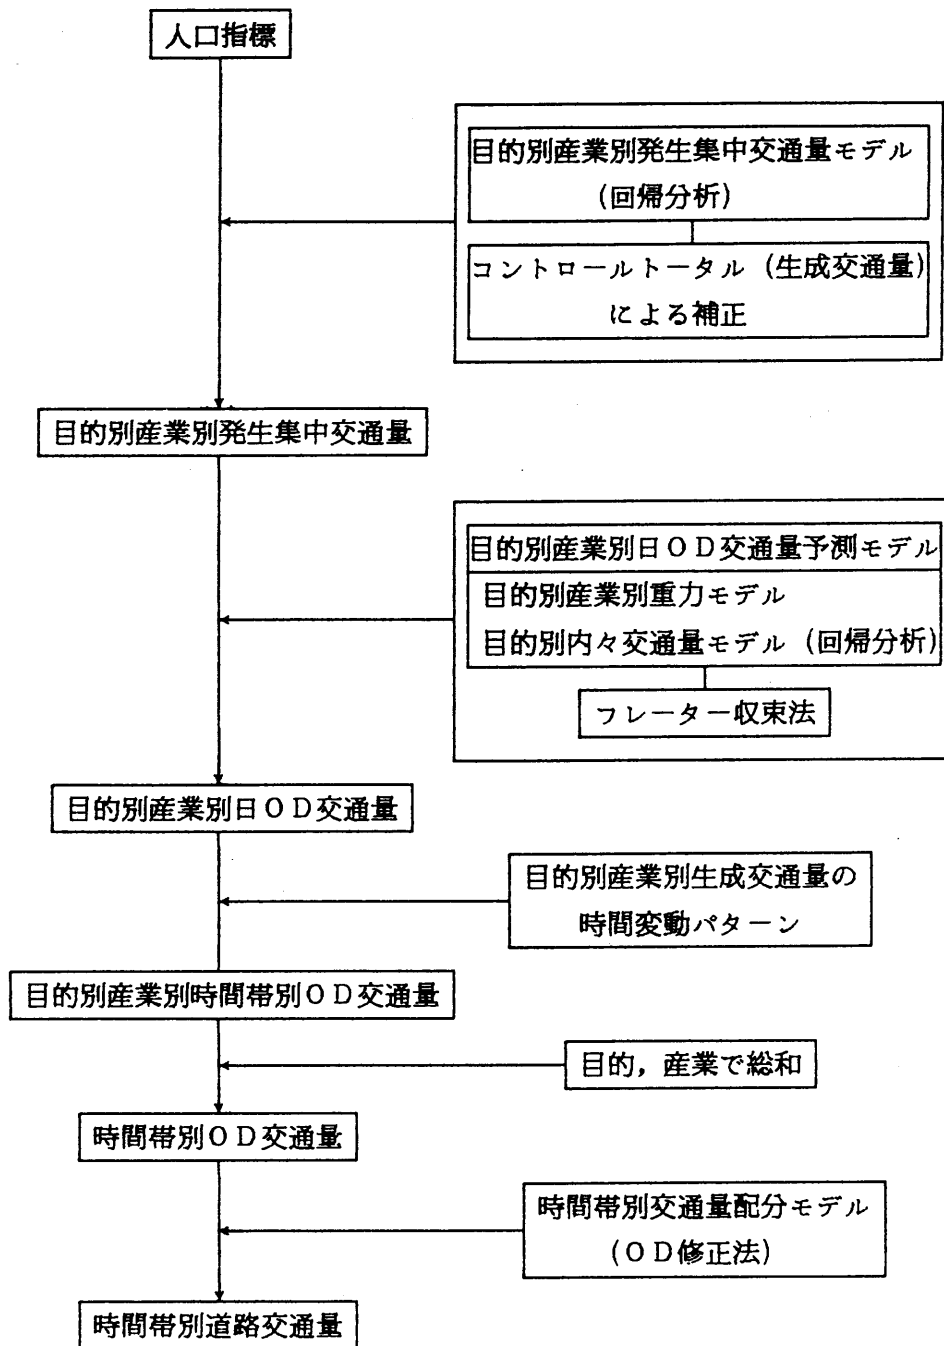 人口指標
目的別産業別発生集中交通量モデル
(回帰分析)
コントロールトータル(生成交通量)
による補正
目的別産業別発生集中交通量
目的別産業別日OD交通量予測モデル
目的別産業別重力モデル
目的別内々交通量モデル(回帰分析)
フレーター収束法
目的別産業別日OD交通量
目的別産業別生成交通量の
時間変動パターン
目的別産業別時間帯別OD交通量
目的，産業で総和
時間帯別OD交通量
時間帯別交通量配分モデル
(OD修正法)
時間帯別道路交通量